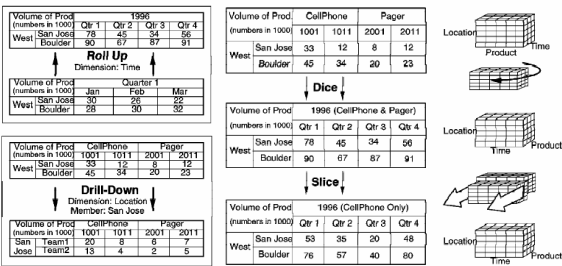 Volume of Prod 1996
(numbers in 1000) Qtr 1 Qtr 2 Qtr 3 Qtr 4
West San Jose 78 45 34 56
Boulder 90 67 87 91
Roll Up
Dimension: Time
Volume of Prod Quarter 1
(numbers in 1000) Jan Feb Mar
West San Jose 30 26 22
Boulder 28 30 32
Volume of Prod CellPhone Pager
(numbers in 1000) 1001 1011 2001 2011
West San Jose 33 12 8 12
Boulder 45 34 20 23
Drill-Down
Dimension: Location
Member: San Jose
Volume of Prod CellPhone Pager
(numbers in 1000) 1001 1011 2001 2011
San Team1 20 8 6 7
Jose Team2 13 4 2 5
Volume of Prod. CellPhone Pager
(numbers in 1000) 1001 1011 2001 2011
West San Jose 33 12 8 12
Boulder 45 34 20 23
Dice
Volume of Prod 1996 (CellPhone & Pager)
(numbers in 1000) Qtr 1 Qtr 2 Qtr 3 Qtr 4
West San Jose 78 45 34 56
Boulder 90 67 87 91
Slice
Volume of Prod 1996 (CellPhone Only)
(numbers in 1000) Qtr 1 Qtr 2 Qtr 3 Qtr 4
West San Jose 53 35 20 48
Boulder 76 57 40 80
Location
Time
Product
Location
Product
Time
Location
Product
Time